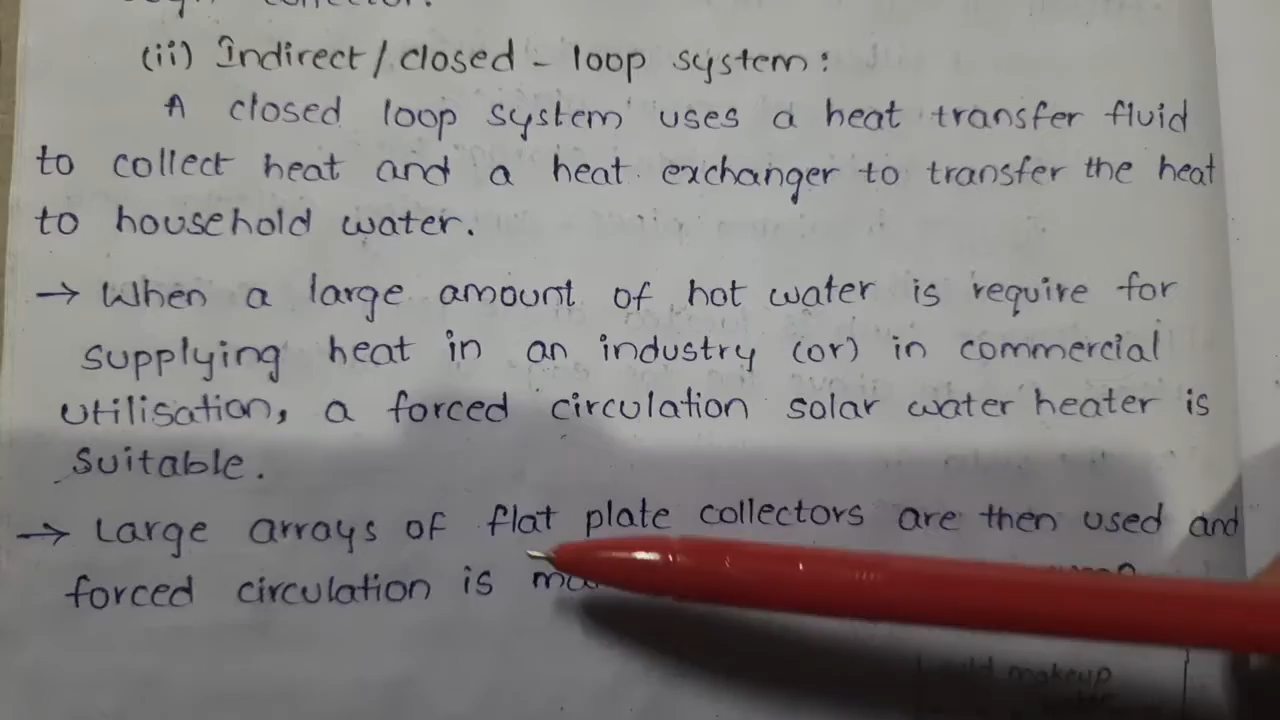 (ii) Indirect/closed - loop system:
A closed loop system uses a heat transfer fluid
to collect heat and a heat exchanger to transfer the heat
to household water.
→ When a large amount of hot water is require for
supplying heat in an industry (or) in commercial
utilisation, a forced circulation solar water heater is
suitable.
→ Large arrays of flat plate collectors are then used and
forced circulation is
makeup